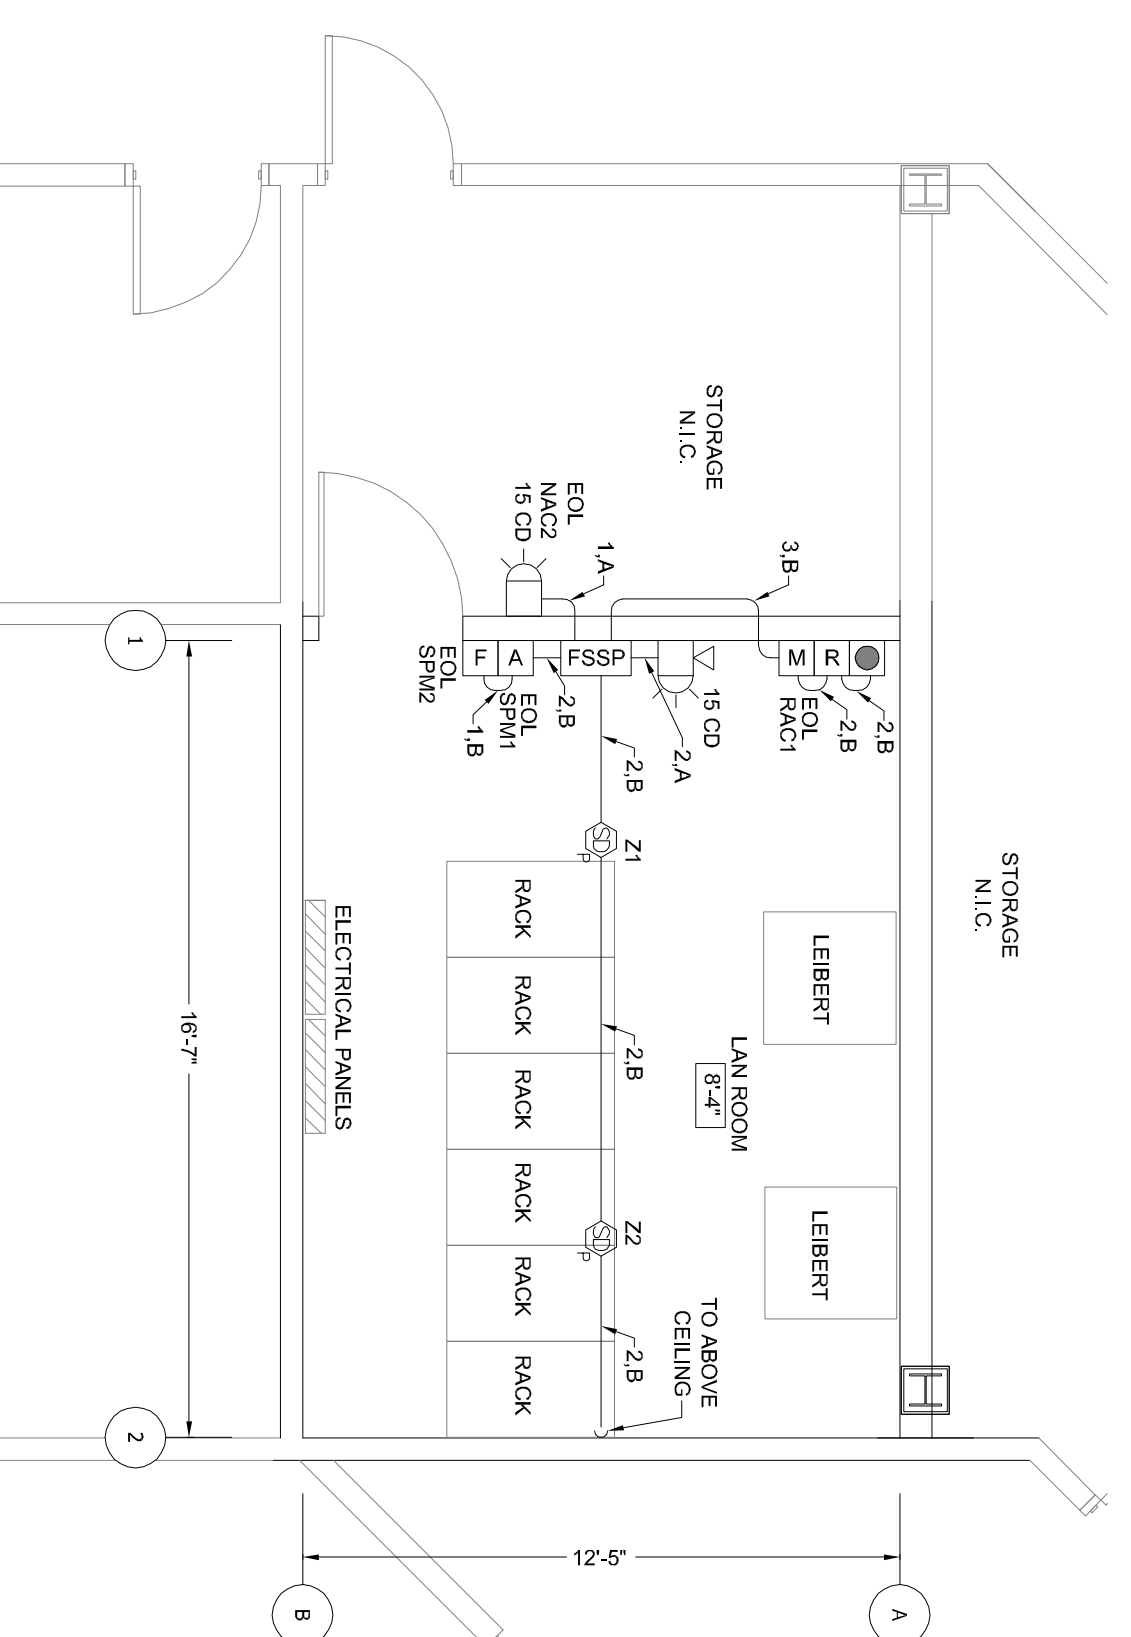 STORAGE
N.I.C.
STORAGE
N.I.C.
EOL
NAC2
15 CD
1,A
3,B
F
A
FSSP
M
R
EOL
SPM2
EOL
SPM1
1,B
2,B
2,B
2,A
15 CD
EOL
RAC1
2,B
2,B
Z1
SD
P
RACK
RACK
RACK
RACK
RACK
RACK
2,B
Z2
SD
P
2,B
LEIBERT
LEIBERT
LAN ROOM
8'-4"
TO ABOVE
CEILING
ELECTRICAL PANELS
16'-7"
12'-5"
1
2
B
A